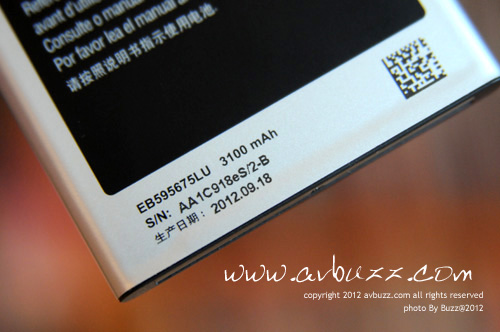 avant d'utili
Consulte o manual
Por favor lea el manual an
请按照说明书指示使用电池.
EB595675LU 3100 mAh
S/N: AA1C918eS/2-B
生产日期: 2012.09.18
www.avbuzz.com
copyright 2012 avbuzz.com all rights reserved
photo By Buzz@2012